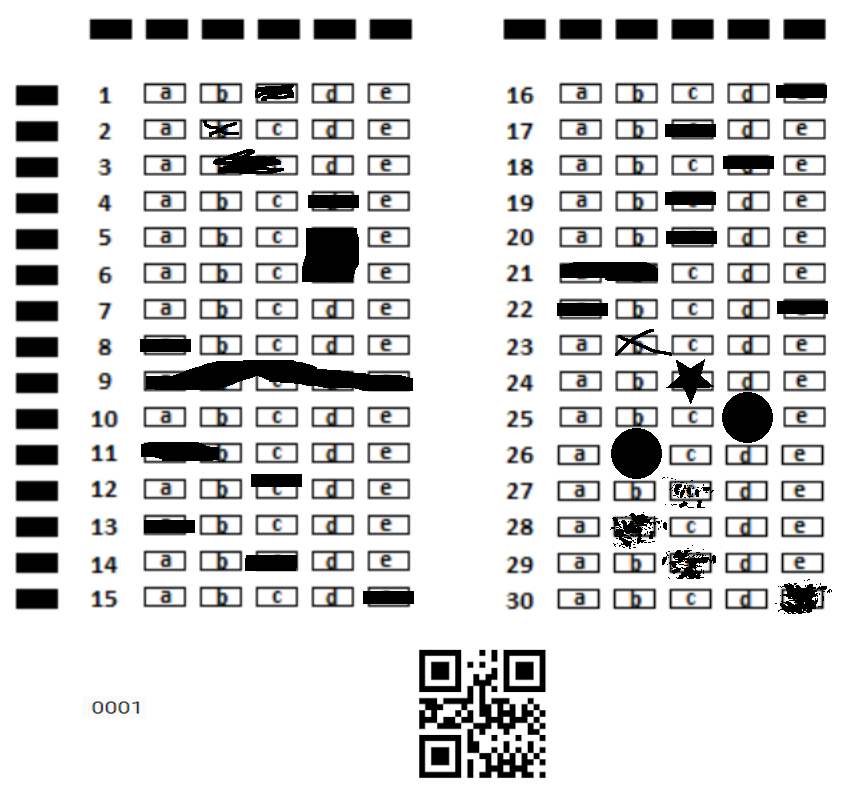 1 a b d e
2 a b c d e
3 a d e
4 a b c d e
5 a b c e
6 a b c e
7 a b c d e
8 b c d e
9 b d
10 a b c d e
11 b c d e
12 a b c d e
13 b c d e
14 a b d e
15 a b c d
16 a b c d
17 a b d e
18 a b c d e
19 a b c d e
20 a b d e
21 c d e
22 b c d
23 a b c d e
24 a b d e
25 a b c e
26 a c d e
27 a b c d e
28 a c d e
29 a b d e
30 a b c d
0001